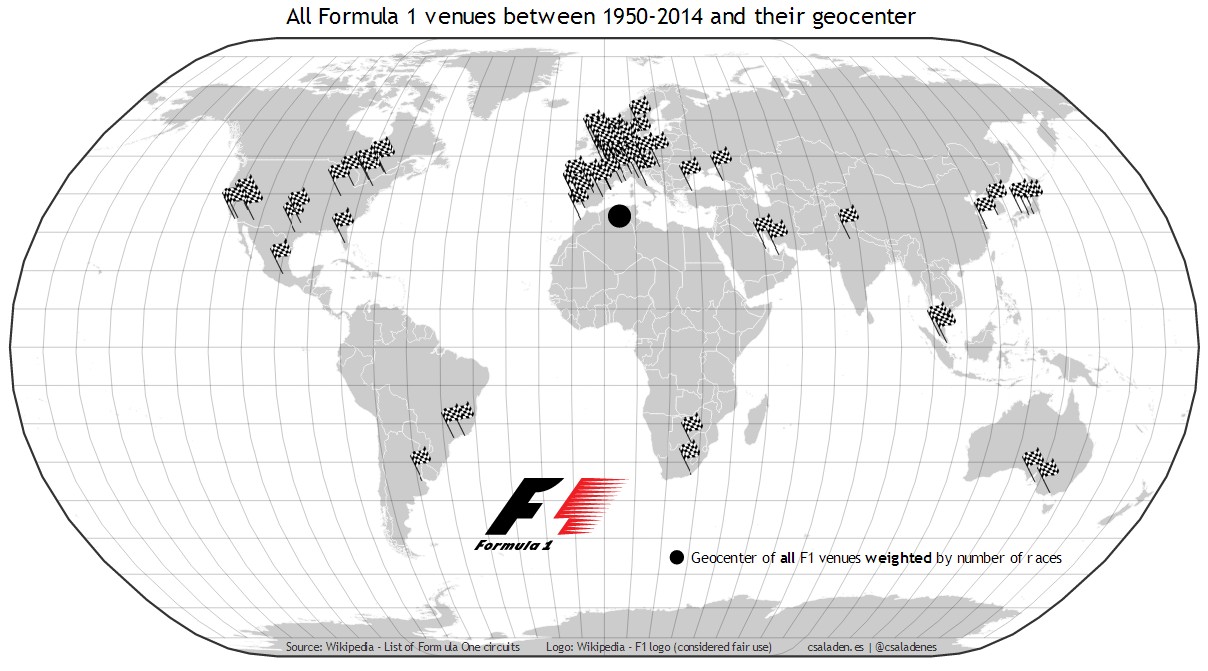 All Formula 1 venues between 1950-2014 and their geocenter
F1
Formula 1
Geocenter of all F1 venues weighted by number of races
Source: Wikipedia - List of Formula One circuits Logo: Wikipedia - F1 logo (considered fair use) csaladen.es | @csaladenes